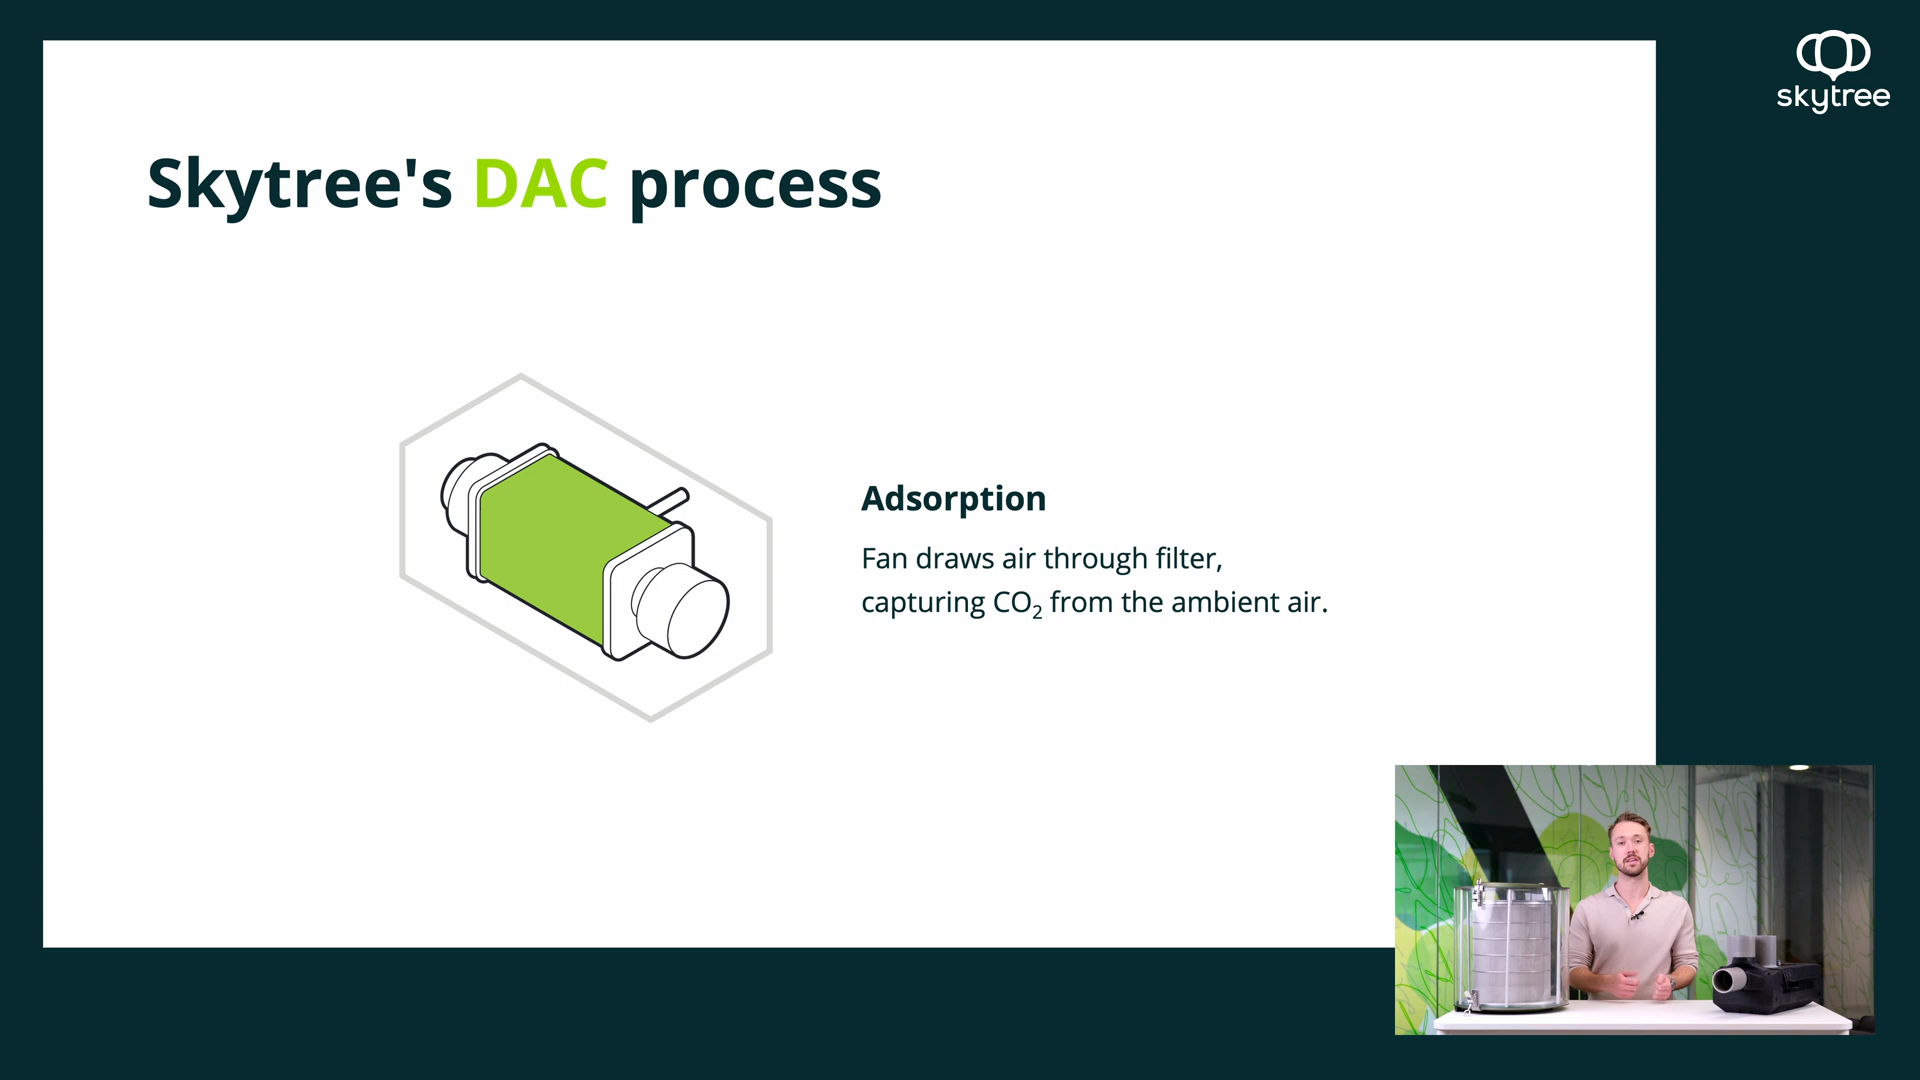 skytree
Skytree's DAC process
Adsorption
Fan draws air through filter,
capturing CO₂ from the ambient air.